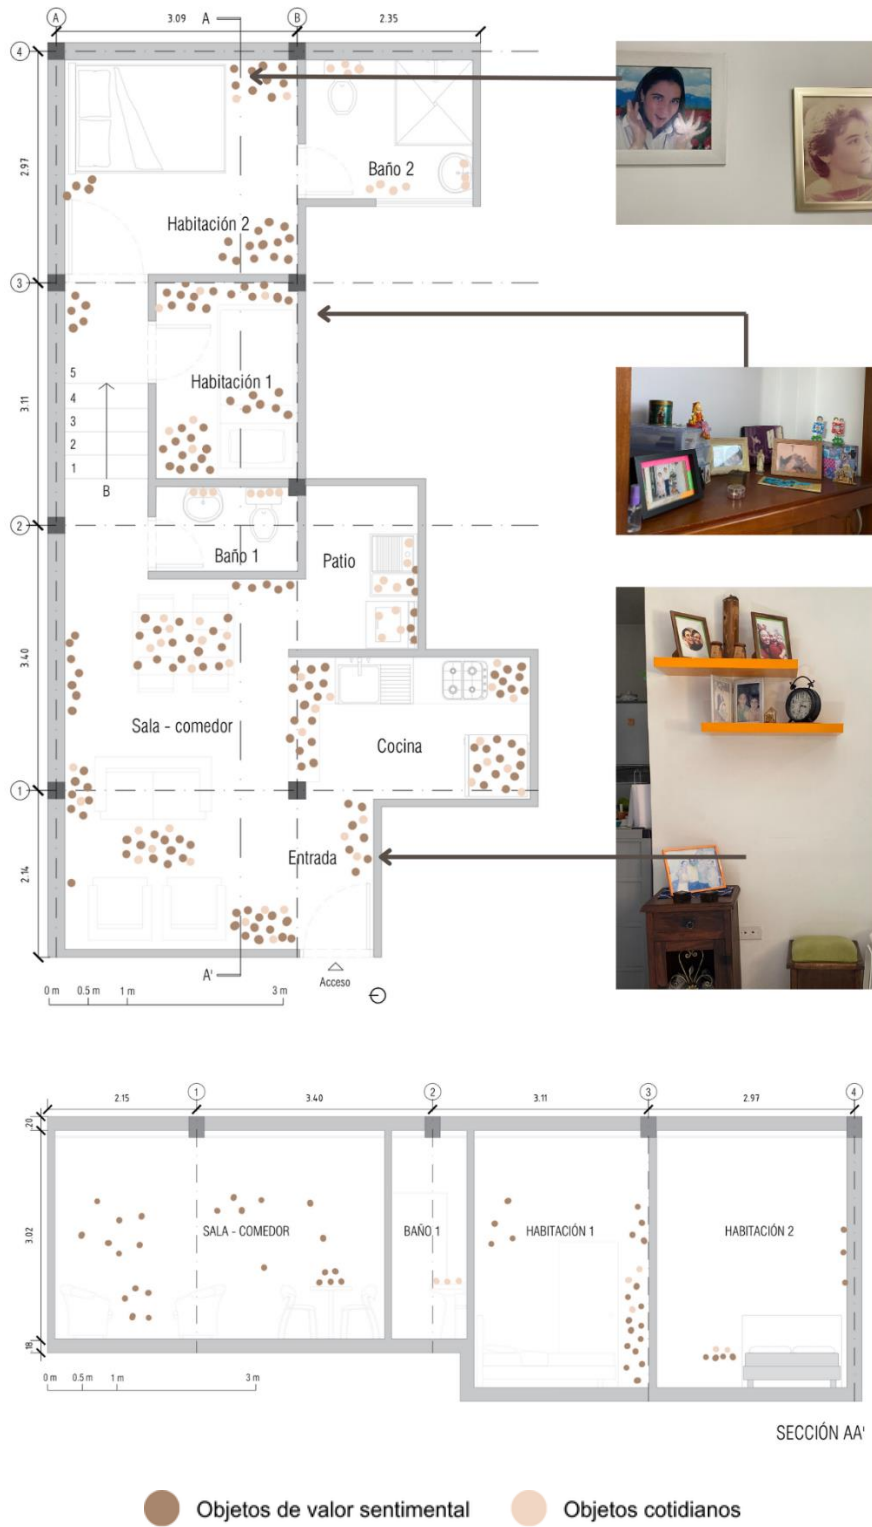 A
3.09
A
B
2.35
4
2.97
Baño 2
Habitación 2
3
3.11
Habitación 1
5
4
3
2
1
B
2
Baño 1
Patio
3.40
Sala - comedor
Cocina
1
2.14
Entrada
A'
Acceso
0 m 0.5 m 1 m 3 m
2.15
1
3.40
2
3.11
3
2.97
4
.20
3.02
.18
SALA - COMEDOR
BAÑO 1
HABITACIÓN 1
HABITACIÓN 2
0 m 0.5 m 1 m 3 m
SECCIÓN AA'
Objetos de valor sentimental
Objetos cotidianos